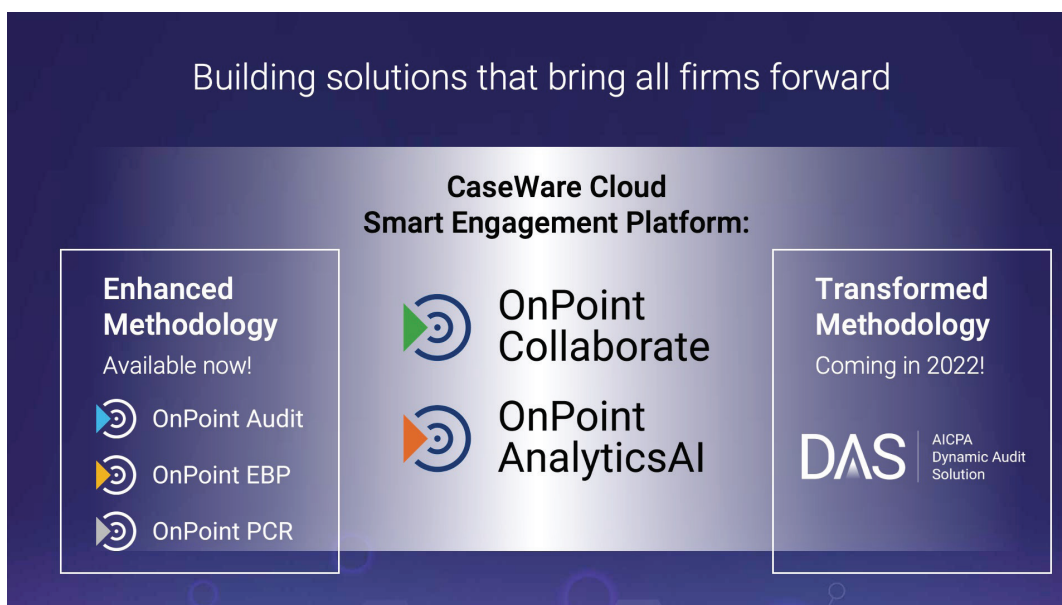 Building solutions that bring all firms forward
CaseWare Cloud
Smart Engagement Platform:
Enhanced
Methodology
Available now!
OnPoint Audit
OnPoint EBP
OnPoint PCR
OnPoint
Collaborate
OnPoint
AnalyticsAI
Transformed
Methodology
Coming in 2022!
DAS
AICPA
Dynamic Audit
Solution